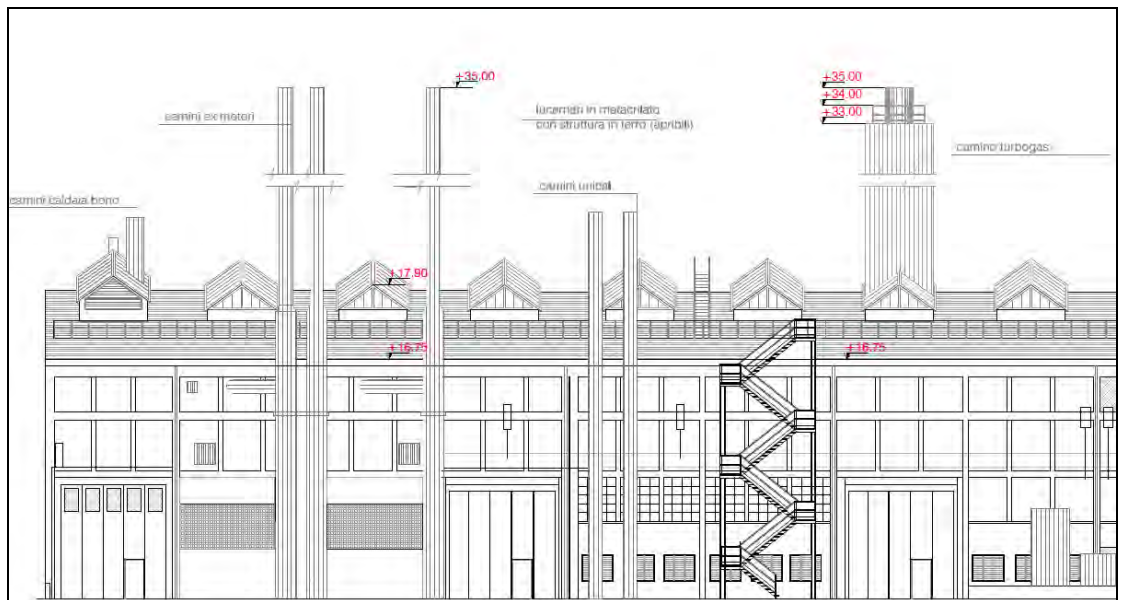 +35.00
+35.00
+34.00
+33.00
camini ex motori
lucernari in metacrilato
con struttura in ferro (apribili)
camino turbogas
camini unical
camini caldaia bono
+17.90
+16.75
+16.75